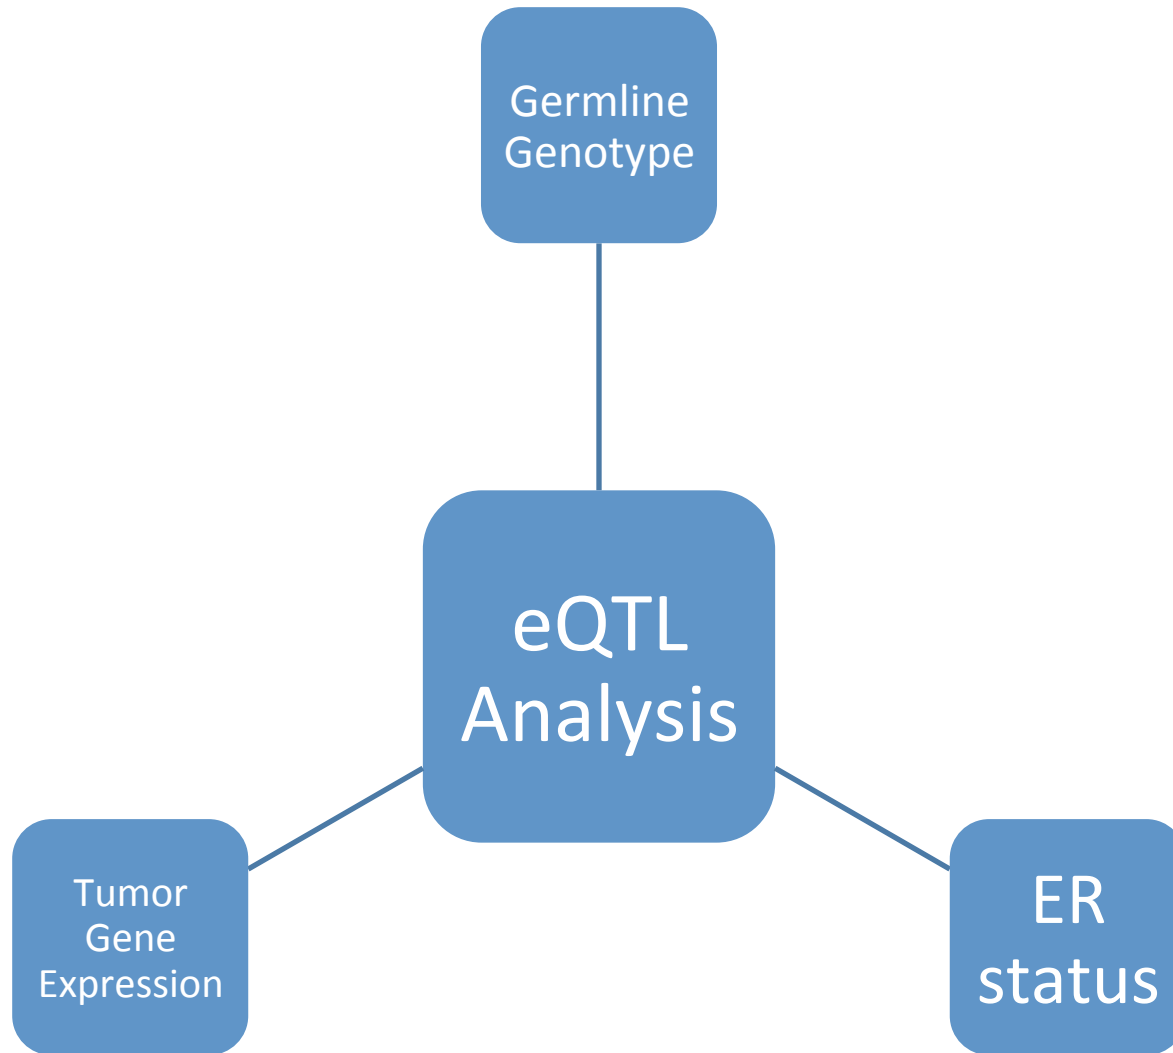 Germline
Genotype
eQTL
Analysis
Tumor
Gene
Expression
ER
status